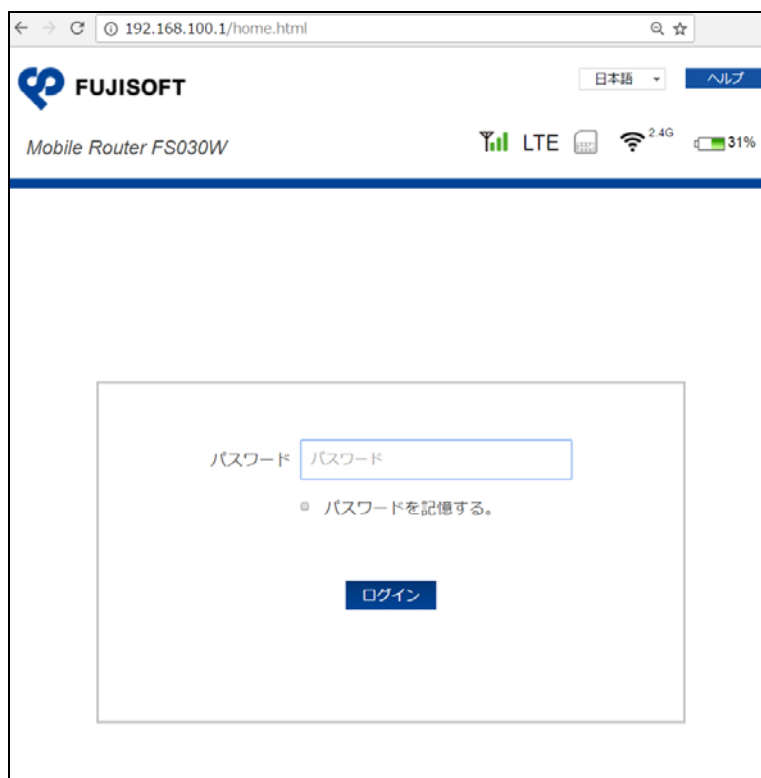 192.168.100.1/home.html
FUJISOFT
日本語
ヘルプ
Mobile Router FS030W
LTE
2.4G
31%
パスワード
パスワード
パスワードを記憶する。
ログイン